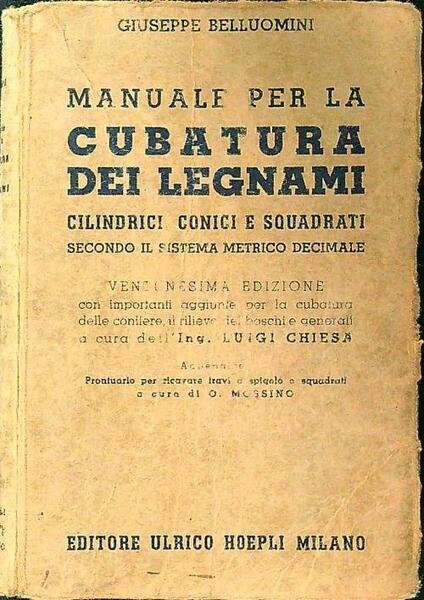 GIUSEPPE BELLUOMINI
MANUALE PER LA
CUBATURA
DEI LEGNAMI
CILINDRICI CONICI E SQUADRATI
SECONDO IL SISTEMA METRICO DECIMALE
EDIZIONE
con importanti aggiunte per la cubatura
delle conifere, il rilievo dei boschi e generali
a cura dell'Ing. LUIGI CHIESA
Prontuario per ricavare travi a spigolo o squadrati
a cura di O. MOSSINO
EDITORE ULRICO HOEPLI MILANO